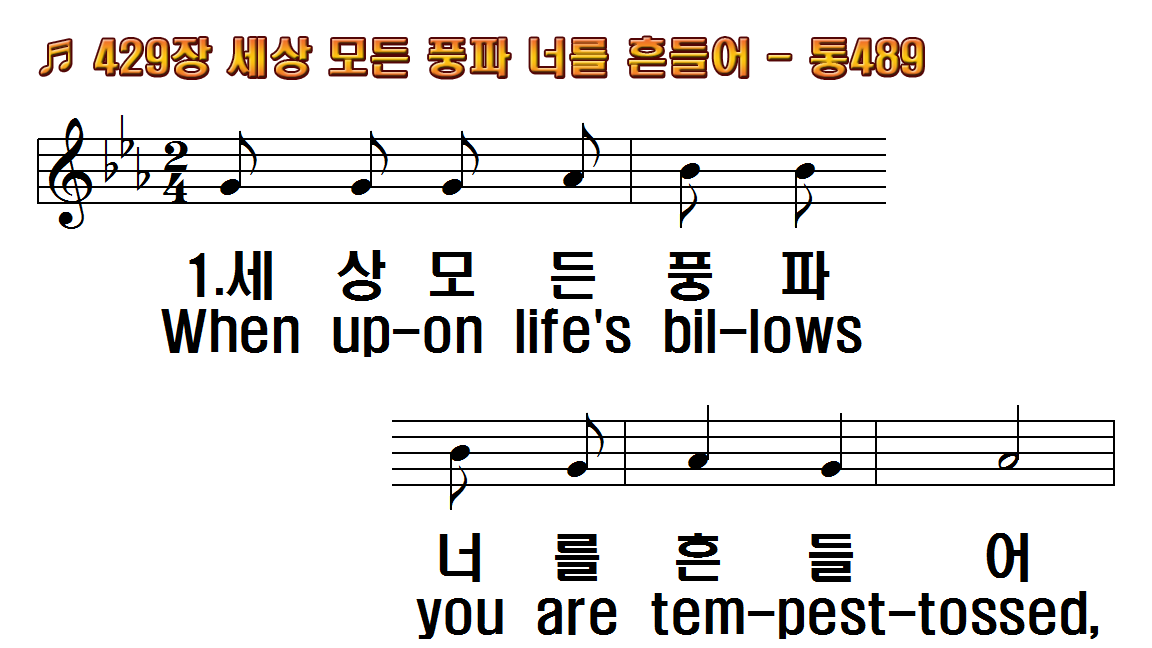 ♬ 429장 세상 모든 풍파 너를 흔들어 - 통489
2
4
1.세 상 모 든 풍 파
When up-on life's bil-lows
너 를 흔 들 어
you are tem-pest-tossed,